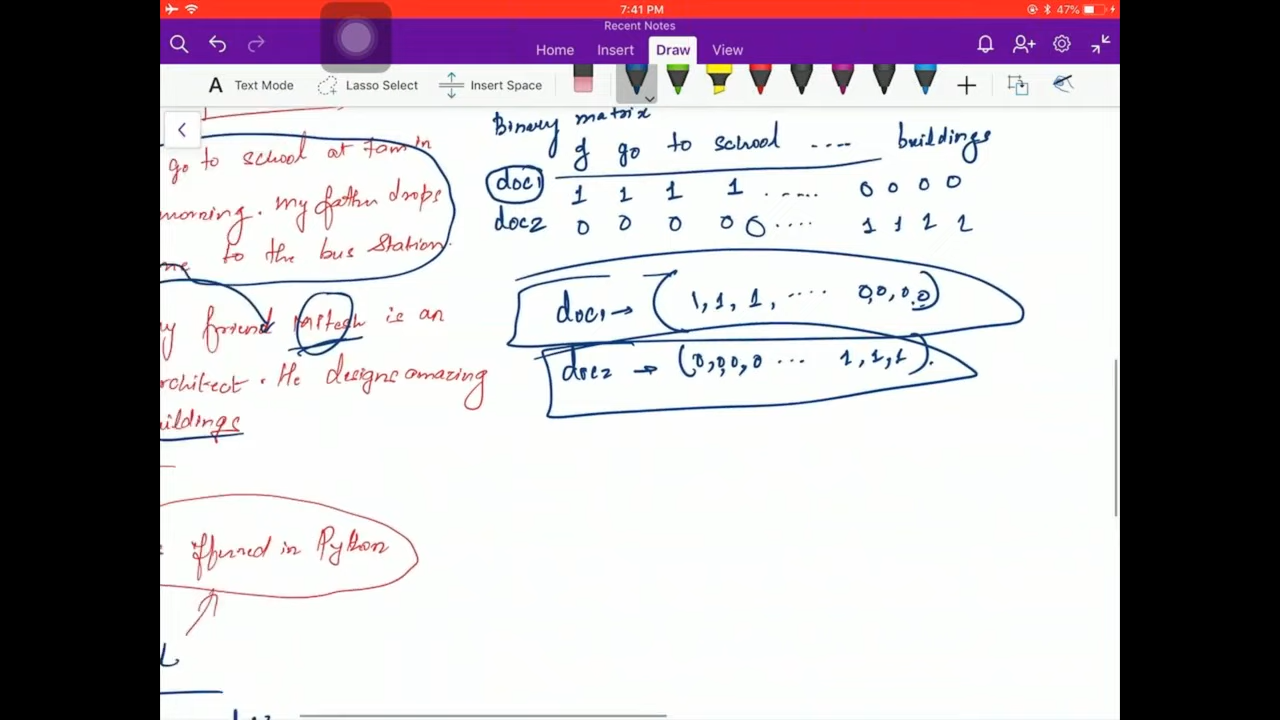 7:41 PM
47%
Recent Notes
Home Insert Draw View
Text Mode Lasso Select Insert Space
Binary matrix
I go to school .... buildings
doc1 1 1 1 1 ...... 0 0 0 0
doc2 0 0 0 0 0 .... 1 1 1 1
doc1 → (1, 1, 1, ..... 0,0,0,0)
doc2 → (0,0,0,0 ... 1,1,1).
go to school at 7am in
morning. my father drops
me to the bus station.
y friend is an
rchitect. He designs amazing
uildings
in Python